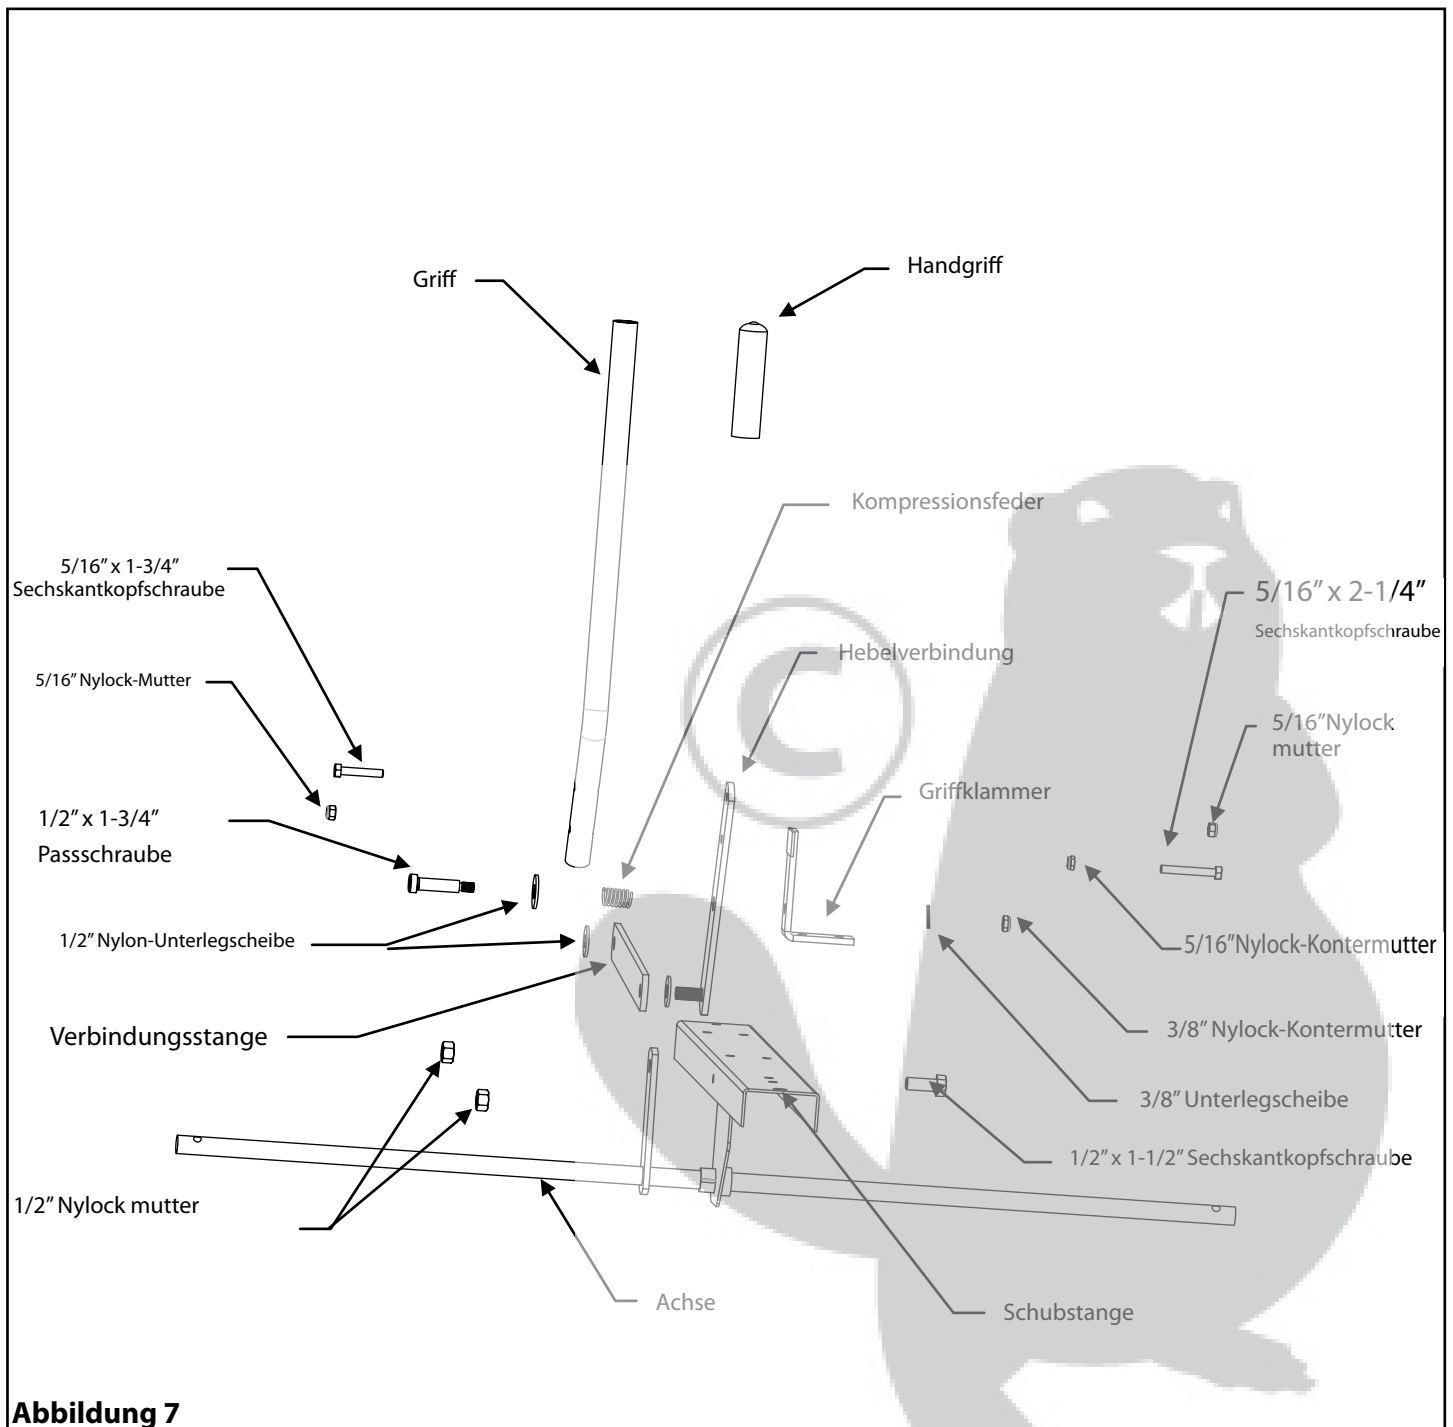 Griff
Handgriff
Kompressionsfeder
5/16” x 1-3/4”
Sechskantkopfschraube
5/16” x 2-1/4”
Sechskantkopfschraube
Hebelverbindung
5/16” Nylock-Mutter
5/16”Nylock
mutter
Griffklammer
1/2” x 1-3/4”
Passschraube
1/2” Nylon-Unterlegscheibe
5/16”Nylock-Kontermutter
Verbindungsstange
3/8” Nylock-Kontermutter
3/8” Unterlegscheibe
1/2” x 1-1/2” Sechskantkopfschraube
1/2” Nylock mutter
Achse
Schubstange
Abbildung 7
©